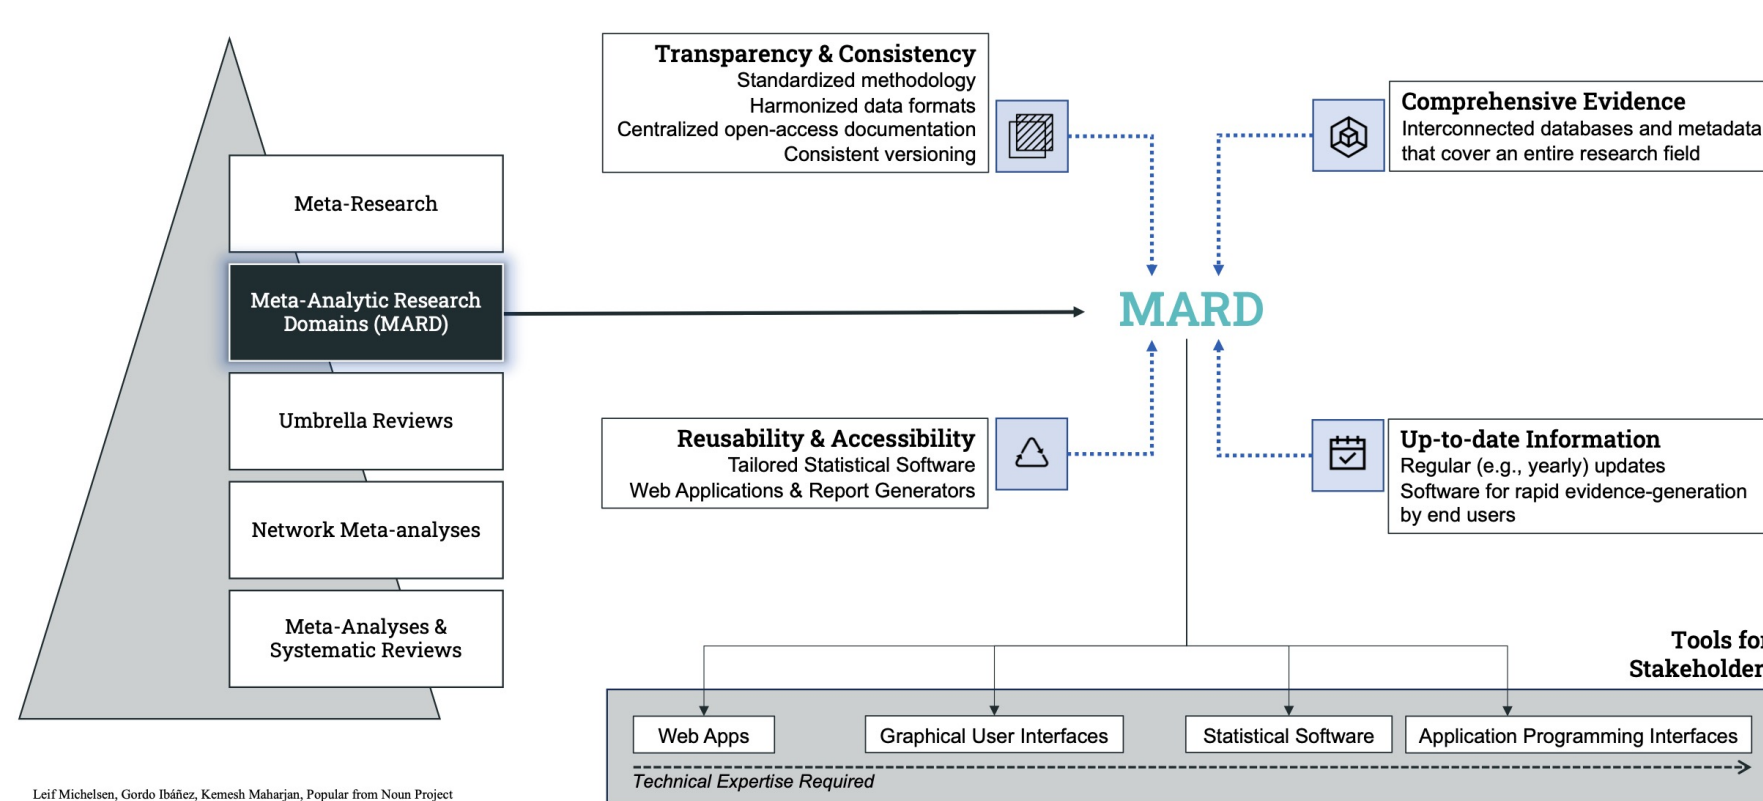 Meta-Research
Meta-Analytic Research
Domains (MARD)
Umbrella Reviews
Network Meta-analyses
Meta-Analyses &
Systematic Reviews
Transparency & Consistency
Standardized methodology
Harmonized data formats
Centralized open-access documentation
Consistent versioning
Comprehensive Evidence
Interconnected databases and metadata
that cover an entire research field
MARD
Reusability & Accessibility
Tailored Statistical Software
Web Applications & Report Generators
Up-to-date Information
Regular (e.g., yearly) updates
Software for rapid evidence-generation
by end users
Tools for
Stakeholder
Web Apps
Graphical User Interfaces
Statistical Software
Application Programming Interfaces
Technical Expertise Required
Leif Michelsen, Gordo Ibáñez, Kemesh Maharjan, Popular from Noun Project